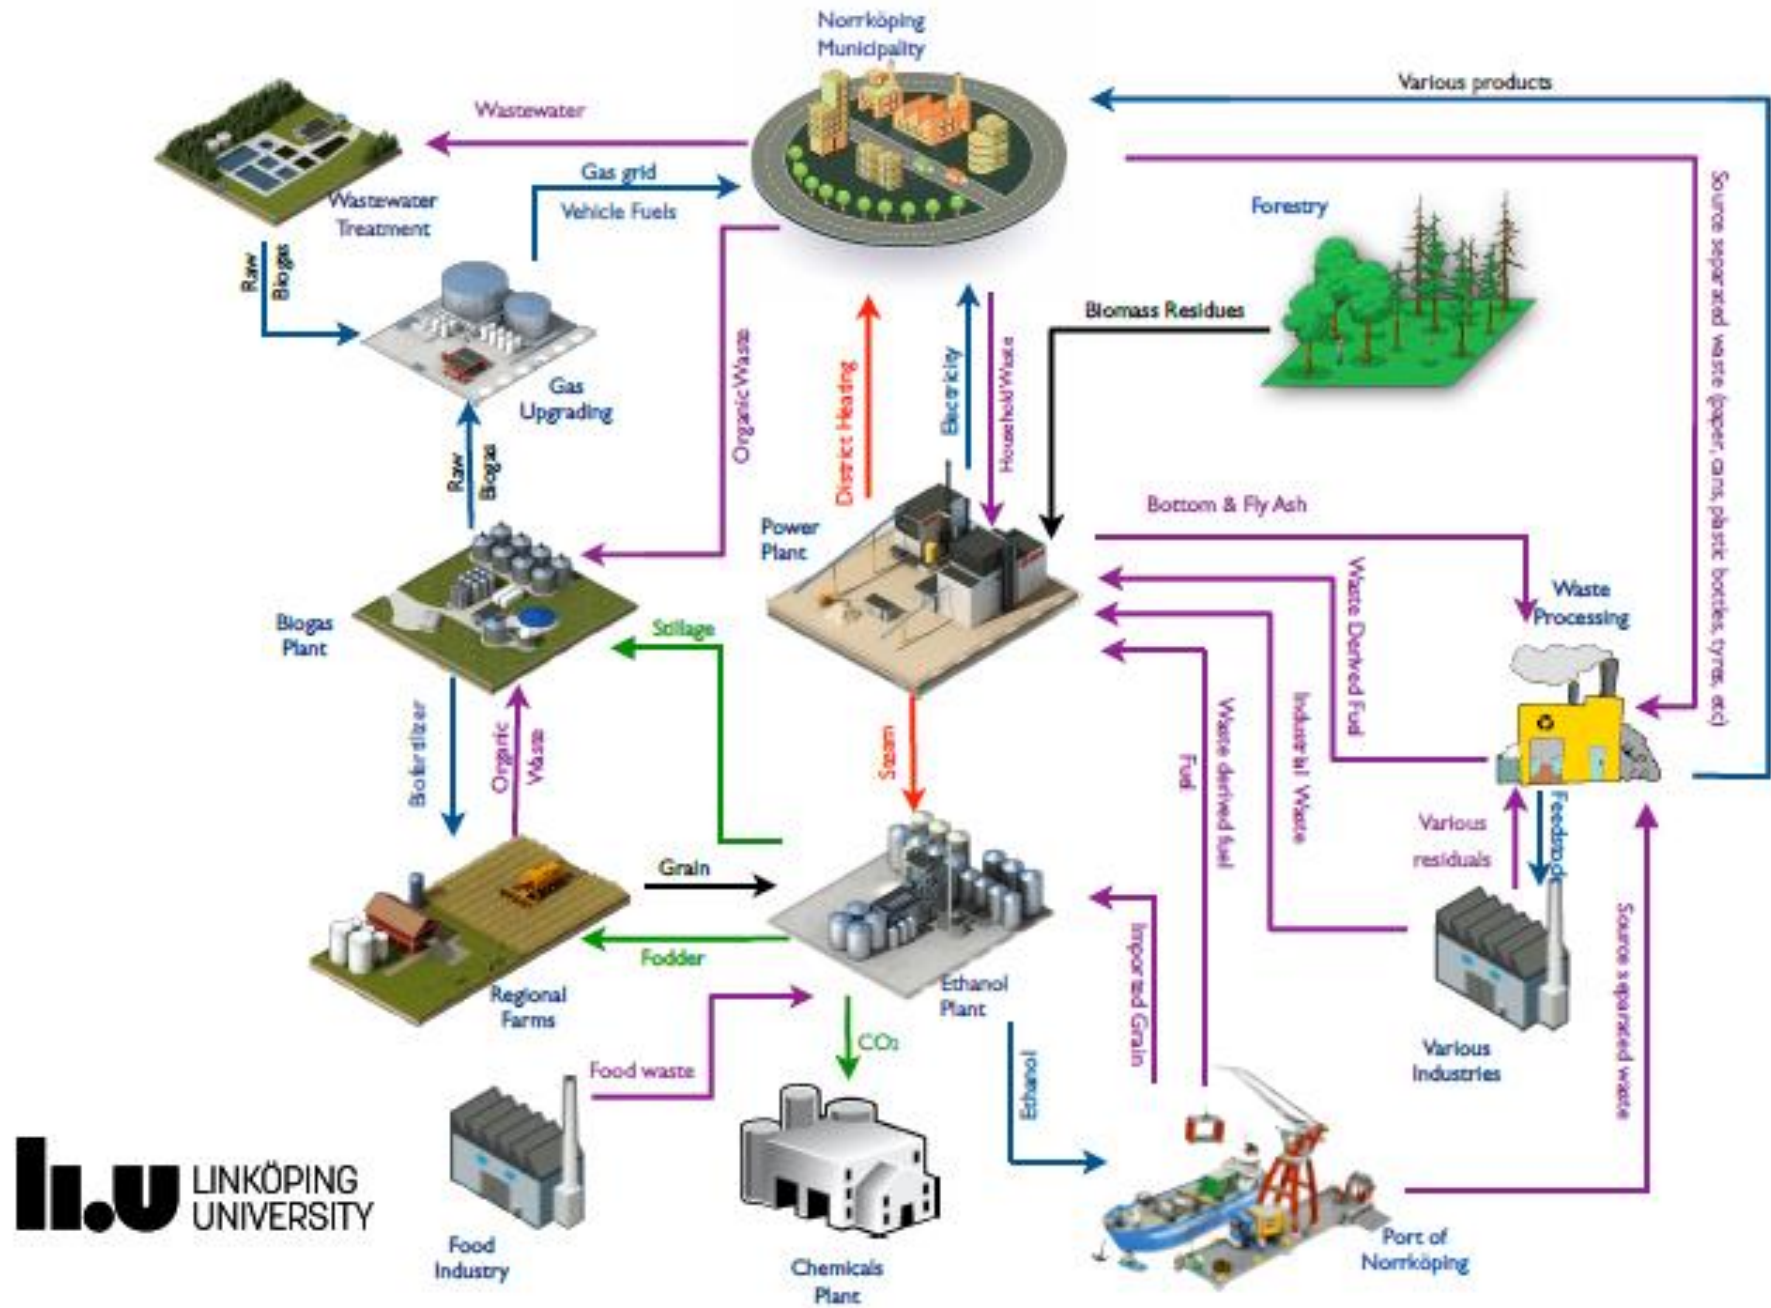 Norrköping
Municipality
Various products
Wastewater
Gas grid
Vehicle Fuels
Wastewater
Treatment
Forestry
Source separated waste (paper, cans, plastic bottles, tyres, etc)
Raw
Biogas
Biomass Residues
Gas
Upgrading
Organic Waste
District Heating
Electricity
Household Waste
Raw
Biogas
Power
Plant
Bottom & Fly Ash
Waste
Processing
Waste Derived Fuel
Biogas
Plant
Stillage
Industrial Waste
Waste derived fuel
Fuel
Biofertilizer
Organic
Waste
Steam
Various
residuals
Feedstock
Grain
Fodder
Regional
Farms
Ethanol
Plant
Imported Grain
Source separated waste
Various
Industries
CO2
Food waste
Ethanol
LiU LINKÖPING
UNIVERSITY
Food
Industry
Chemicals
Plant
Port of
Norrköping